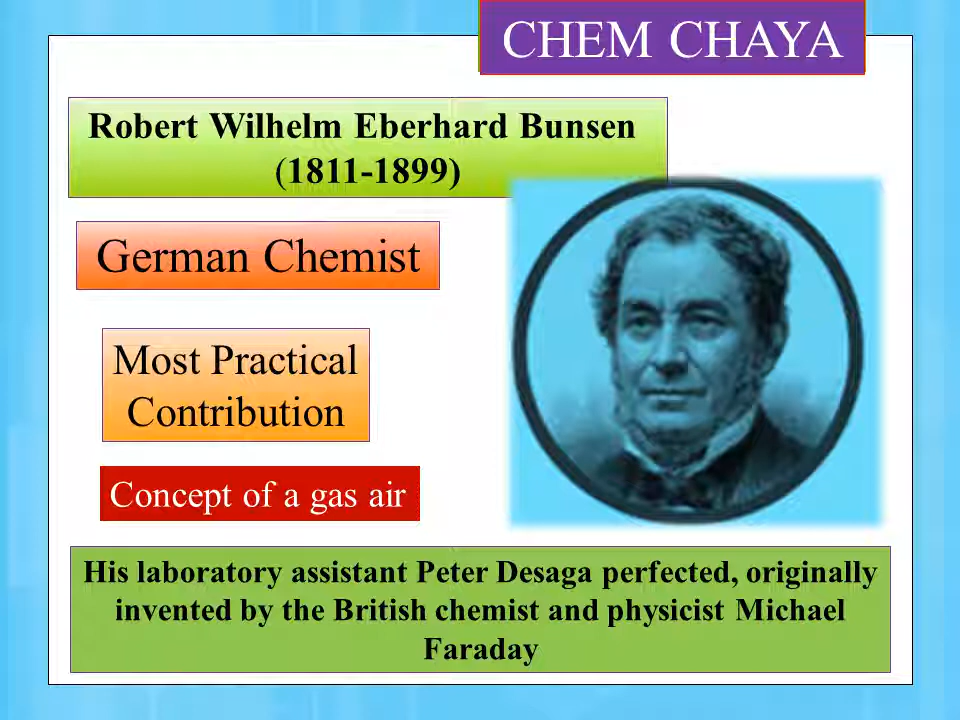 CHEM CHAYA
Robert Wilhelm Eberhard Bunsen
(1811-1899)
German Chemist
Most Practical
Contribution
Concept of a gas air
His laboratory assistant Peter Desaga perfected, originally
invented by the British chemist and physicist Michael
Faraday